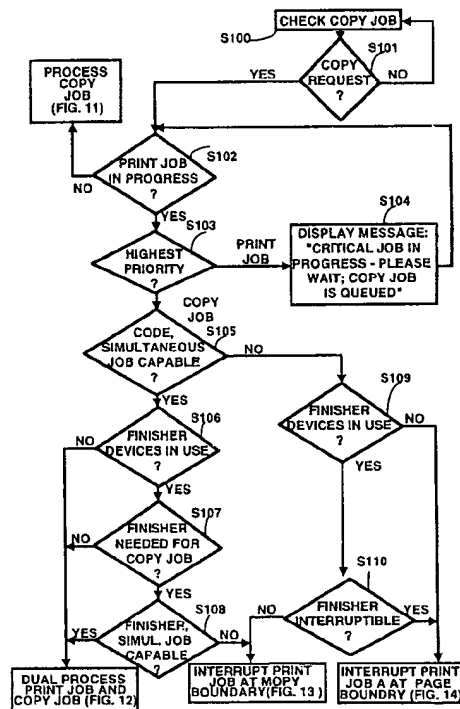 CHECK COPY JOB
S100
S101
COPY
REQUEST
?
YES
NO
PROCESS
COPY
JOB
(FIG. 11)
S102
PRINT JOB
IN PROGRESS
?
NO
YES
S103
HIGHEST
PRIORITY
?
PRINT
JOB
S104
DISPLAY MESSAGE:
"CRITICAL JOB IN
PROGRESS - PLEASE
WAIT; COPY JOB
IS QUEUED"
COPY
JOB
S105
CODE,
SIMULTANEOUS
JOB CAPABLE
?
NO
YES
S106
FINISHER
DEVICES IN USE
?
NO
YES
S109
FINISHER
DEVICES IN USE
?
NO
YES
S107
FINISHER
NEEDED FOR
COPY JOB
?
NO
YES
S108
FINISHER,
SIMUL. JOB
CAPABLE
?
YES
NO
S110
FINISHER
INTERRUPTIBLE
?
NO
YES
DUAL PROCESS
PRINT JOB AND
COPY JOB (FIG. 12)
INTERRUPT PRINT
JOB AT MOPY
BOUNDARY(FIG. 13 )
INTERRUPT PRINT
JOB A AT PAGE
BOUNDRY (FIG. 14)